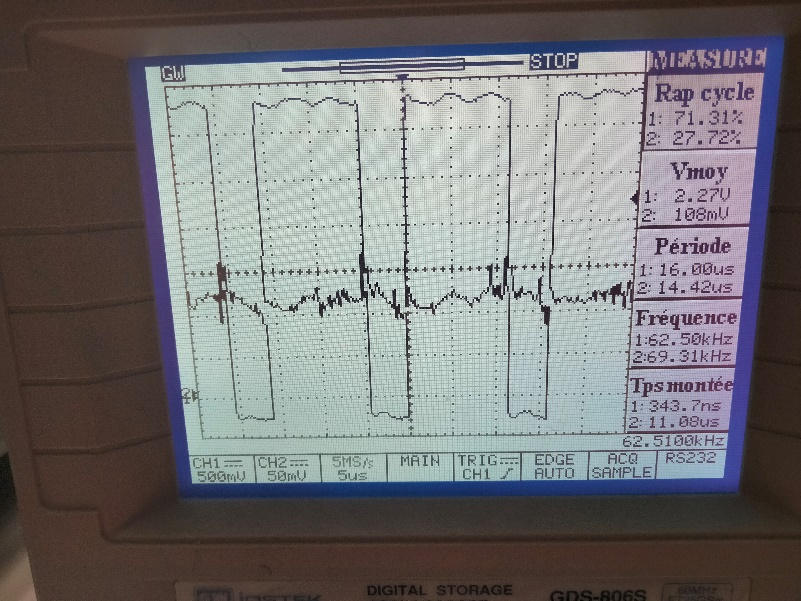 GW
STOP
MEASURE
Rap cycle
1: 71.31%
2: 27.72%
Vmoy
1: 2.27V
2: 108mV
Période
1:16.00us
2:14.42us
Fréquence
1:62.50kHz
2:69.31kHz
Tps montée
1:343.7ns
2:11.08us
62.5100kHz
CH1 CH2 5MS/s MAIN TRIG EDGE ACQ RS232
500mV 50mV 5us CH1 AUTO SAMPLE
DIGITAL STORAGE
GDS-806S
60MHz